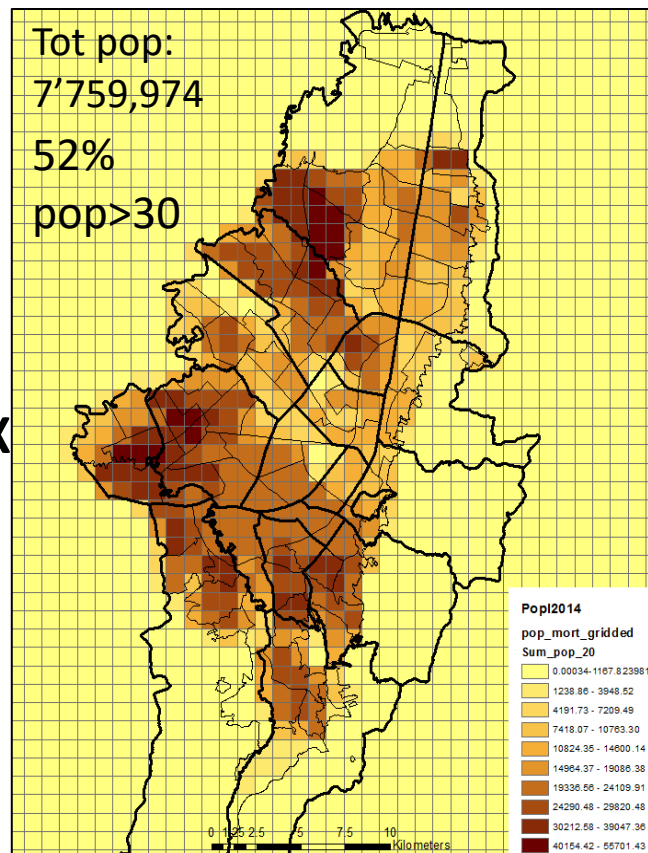 Tot pop:
7’759,974
52%
pop>30
X
Popl2014
pop_mort_gridded
Sum_pop_20
0.00034-1167.823981
1238.86 - 3948.52
4191.73 - 7209.49
7418.07 - 10763.30
10824.35 - 14600.14
14964.37 - 19086.38
19336.56 - 24109.91
24290.48 - 29820.48
30212.58 - 39047.36
40154.42 - 55701.43
0 1.25 2.5 5 7.5 10
Kilometers